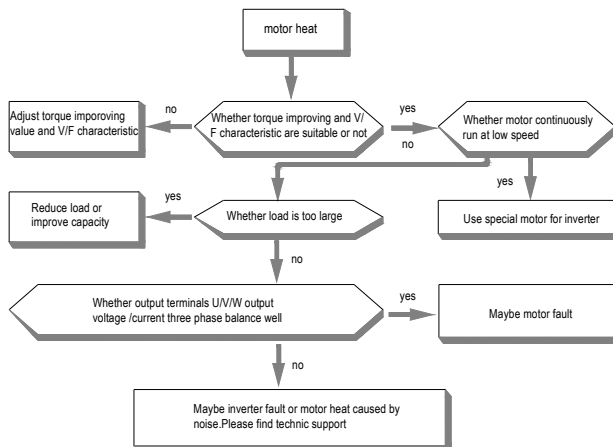 motor heat
no
Adjust torque imporoving
value and V/F characteristic
Whether torque improving and V/
F characteristic are suitable or not
yes
no
Whether motor continuously
run at low speed
yes
Reduce load or
improve capacity
yes
Whether load is too large
Use special motor for inverter
no
Whether output terminals U/V/W output
voltage /current three phase balance well
yes
Maybe motor fault
no
Maybe inverter fault or motor heat caused by
noise.Please find technic support